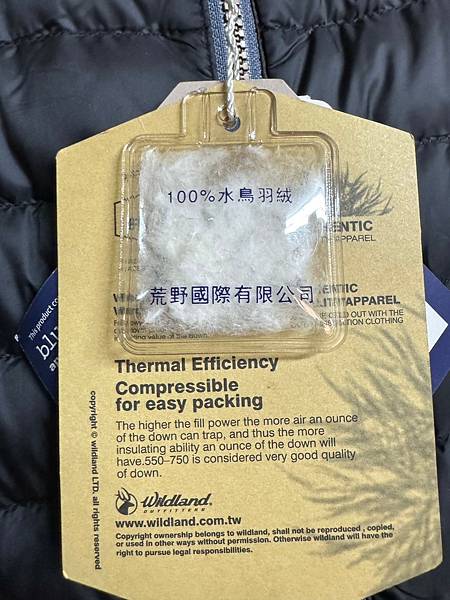 100%水鳥羽絨
荒野國際有限公司
Thermal Efficiency
Compressible
for easy packing
The higher the fill power the more air an ounce
of the down can trap, and thus the more
insulating ability an ounce of the down will
have.550-750 is considered very good quality
of down.
Wildland
OUTFITTERS
www.wildland.com.tw
Copyright ownership belongs to wildland, shall not be reproduced , copied,
or used in other ways without permission. Otherwise wildland will have the
right to pursue legal responsibilities.
copyright © wildland LTD. all rights reserved
This product co